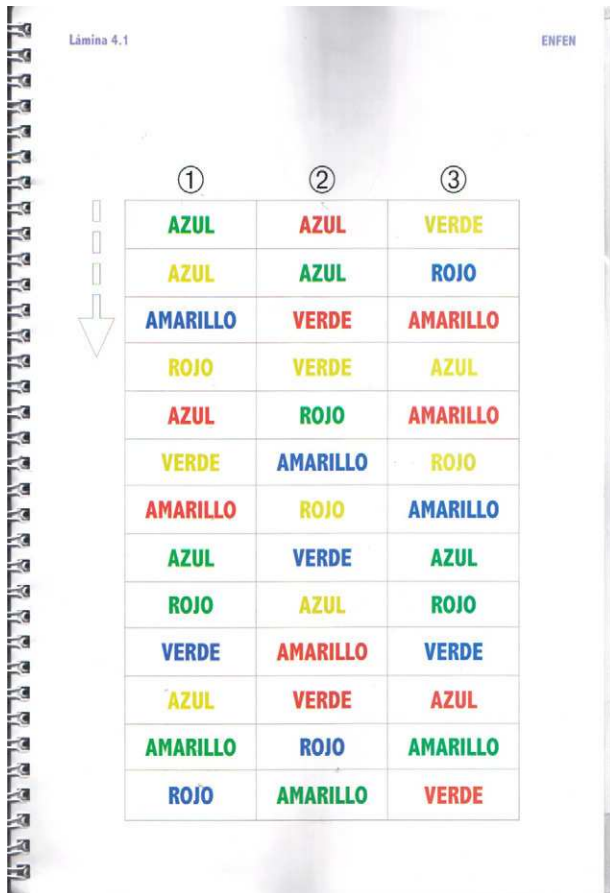 Lámina 4.1 ENFEN
① ② ③
AZUL AZUL VERDE
AZUL AZUL ROJO
AMARILLO VERDE AMARILLO
ROJO VERDE AZUL
AZUL ROJO AMARILLO
VERDE AMARILLO ROJO
AMARILLO ROJO AMARILLO
AZUL VERDE AZUL
ROJO AZUL ROJO
VERDE AMARILLO VERDE
AZUL VERDE AZUL
AMARILLO ROJO AMARILLO
ROJO AMARILLO VERDE